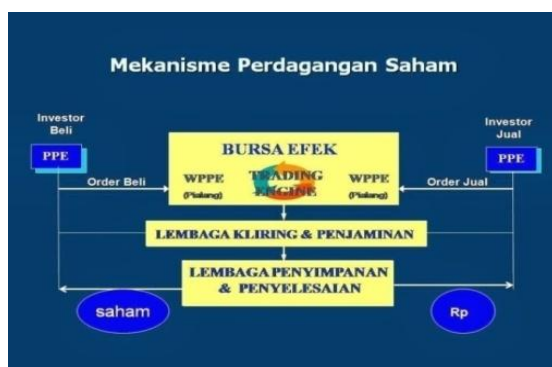 Mekanisme Perdagangan Saham
Investor
Beli
PPE
Order Beli
BURSA EFEK
WPPE
(Pialang)
TRADING
ENGINE
WPPE
(Pialang)
Investor
Jual
PPE
Order Jual
LEMBAGA KLIRING & PENJAMINAN
LEMBAGA PENYIMPANAN
& PENYELESAIAN
saham
Rp